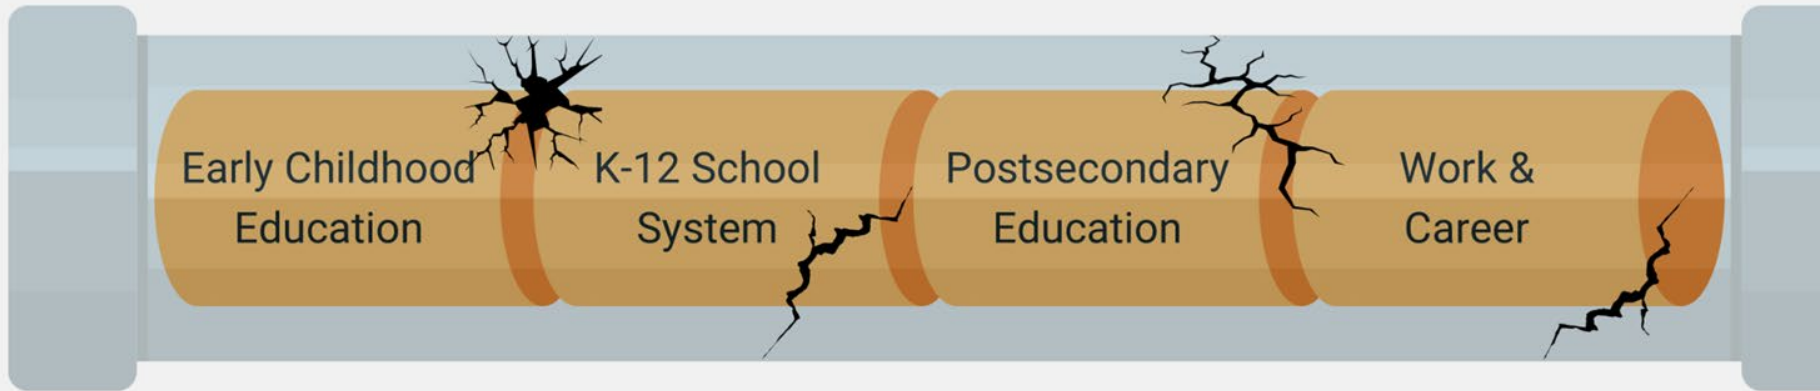 Early Childhood
Education
K-12 School
System
Postsecondary
Education
Work &
Career